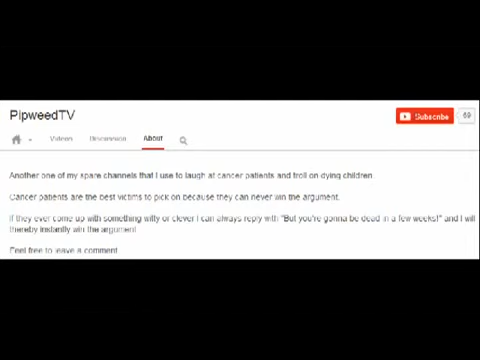 PipweedTV
Subscribe 69
Videos Discussion About
Another one of my spare channels that I use to laugh at cancer patients and troll on dying children.
Cancer patients are the best victims to pick on because they can never win the argument.
If they ever come up with something witty or clever I can always reply with "But you're gonna be dead in a few weeks!" and I will
thereby instantly win the argument
Feel free to leave a comment